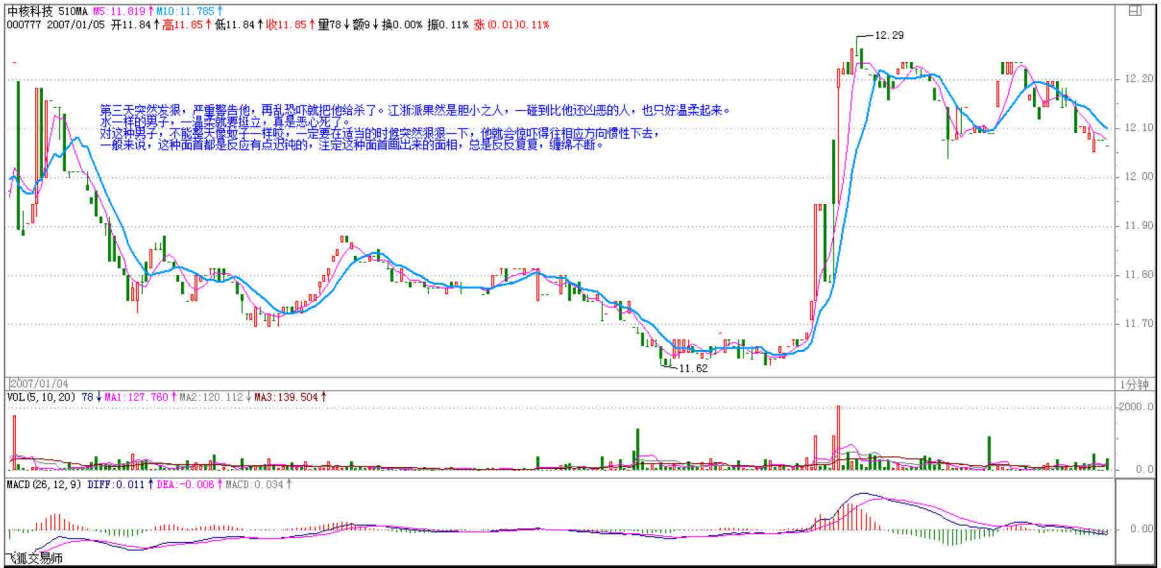 中核科技 510MA M5:11.819↑M10:11.785↑
000777 2007/01/05 开11.84↑高11.85↑低11.84↑收11.85↑量78↓额9↓换0.00% 振0.11% 涨(0.01)0.11%
12.29
12.20
第三天突然发狠，严重警告他，再乱恐吓就把他给杀了。江浙派果然是胆小之人，一碰到比他还凶恶的人，也只好温柔起来。
水一样的男子，一温柔就要挺立，真是恶心死了。
12.10
对这种男子，不能整天像蚊子一样咬，一定要在适当的时候突然狠狠一下，他就会惊吓得往相应方向惯性下去，
一般来说，这种面首都是反应有点迟钝的，注定这种面首画出来的面相，总是反反复复，缠绵不断。
12.00
11.90
11.80
11.70
11.62
2007/01/04
1分钟
VOL(5,10,20) 78↓MA1:127.760↑MA2:120.112↓MA3:139.504↑
2000.0
0.0
MACD(26,12,9) DIFF:0.011↑DEA:-0.006↑MACD:0.034↑
0.00
飞狐交易师